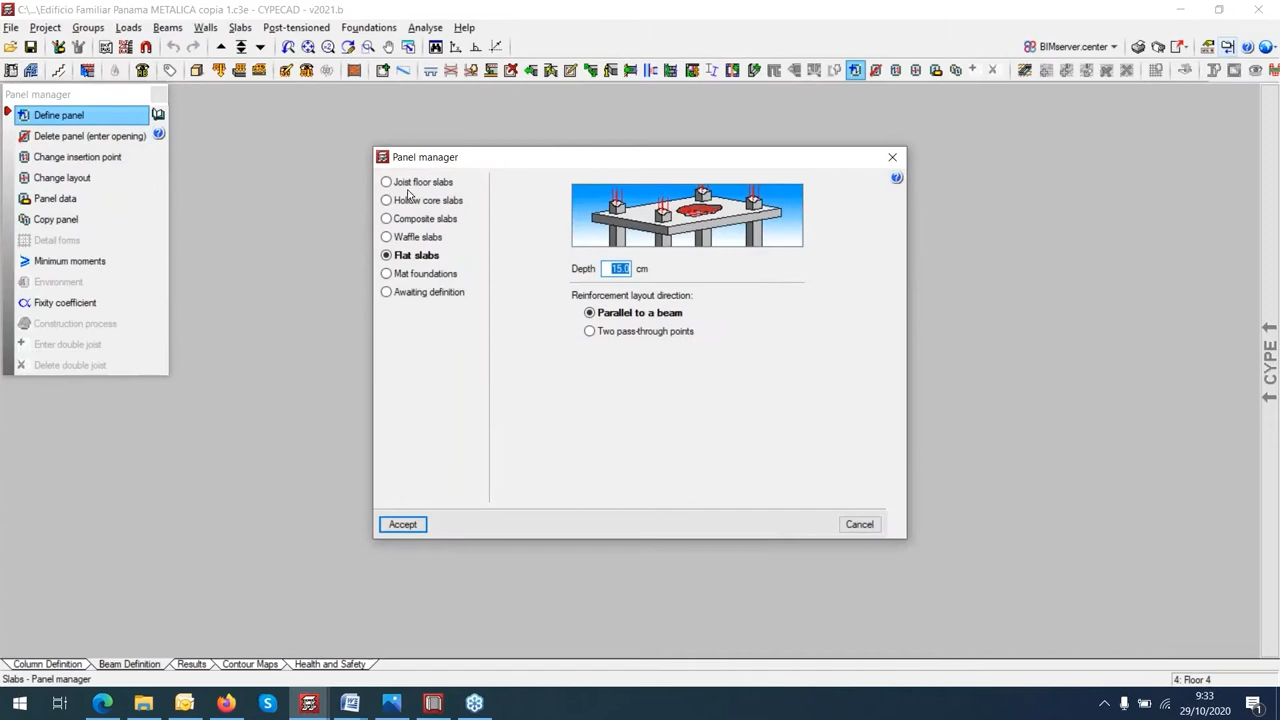 C:\...\Edificio Familiar Panama METALICA copia 1.c3e - CYPECAD - v2021.b
File Project Groups Loads Beams Walls Slabs Post-tensioned Foundations Analyse Help
BIMserver.center
Panel manager
Define panel
Delete panel (enter opening)
Change insertion point
Change layout
Panel data
Copy panel
Detail forms
Minimum moments
Environment
Fixity coefficient
Construction process
Enter double joist
Delete double joist
Panel manager
Joist floor slabs
Hollow core slabs
Composite slabs
Waffle slabs
Flat slabs
Mat foundations
Awaiting definition
Depth 15.0 cm
Reinforcement layout direction:
Parallel to a beam
Two pass-through points
Accept Cancel
CYPE
Column Definition Beam Definition Results Contour Maps Health and Safety
Slabs - Panel manager 4: Floor 4
9:33
29/10/2020
1